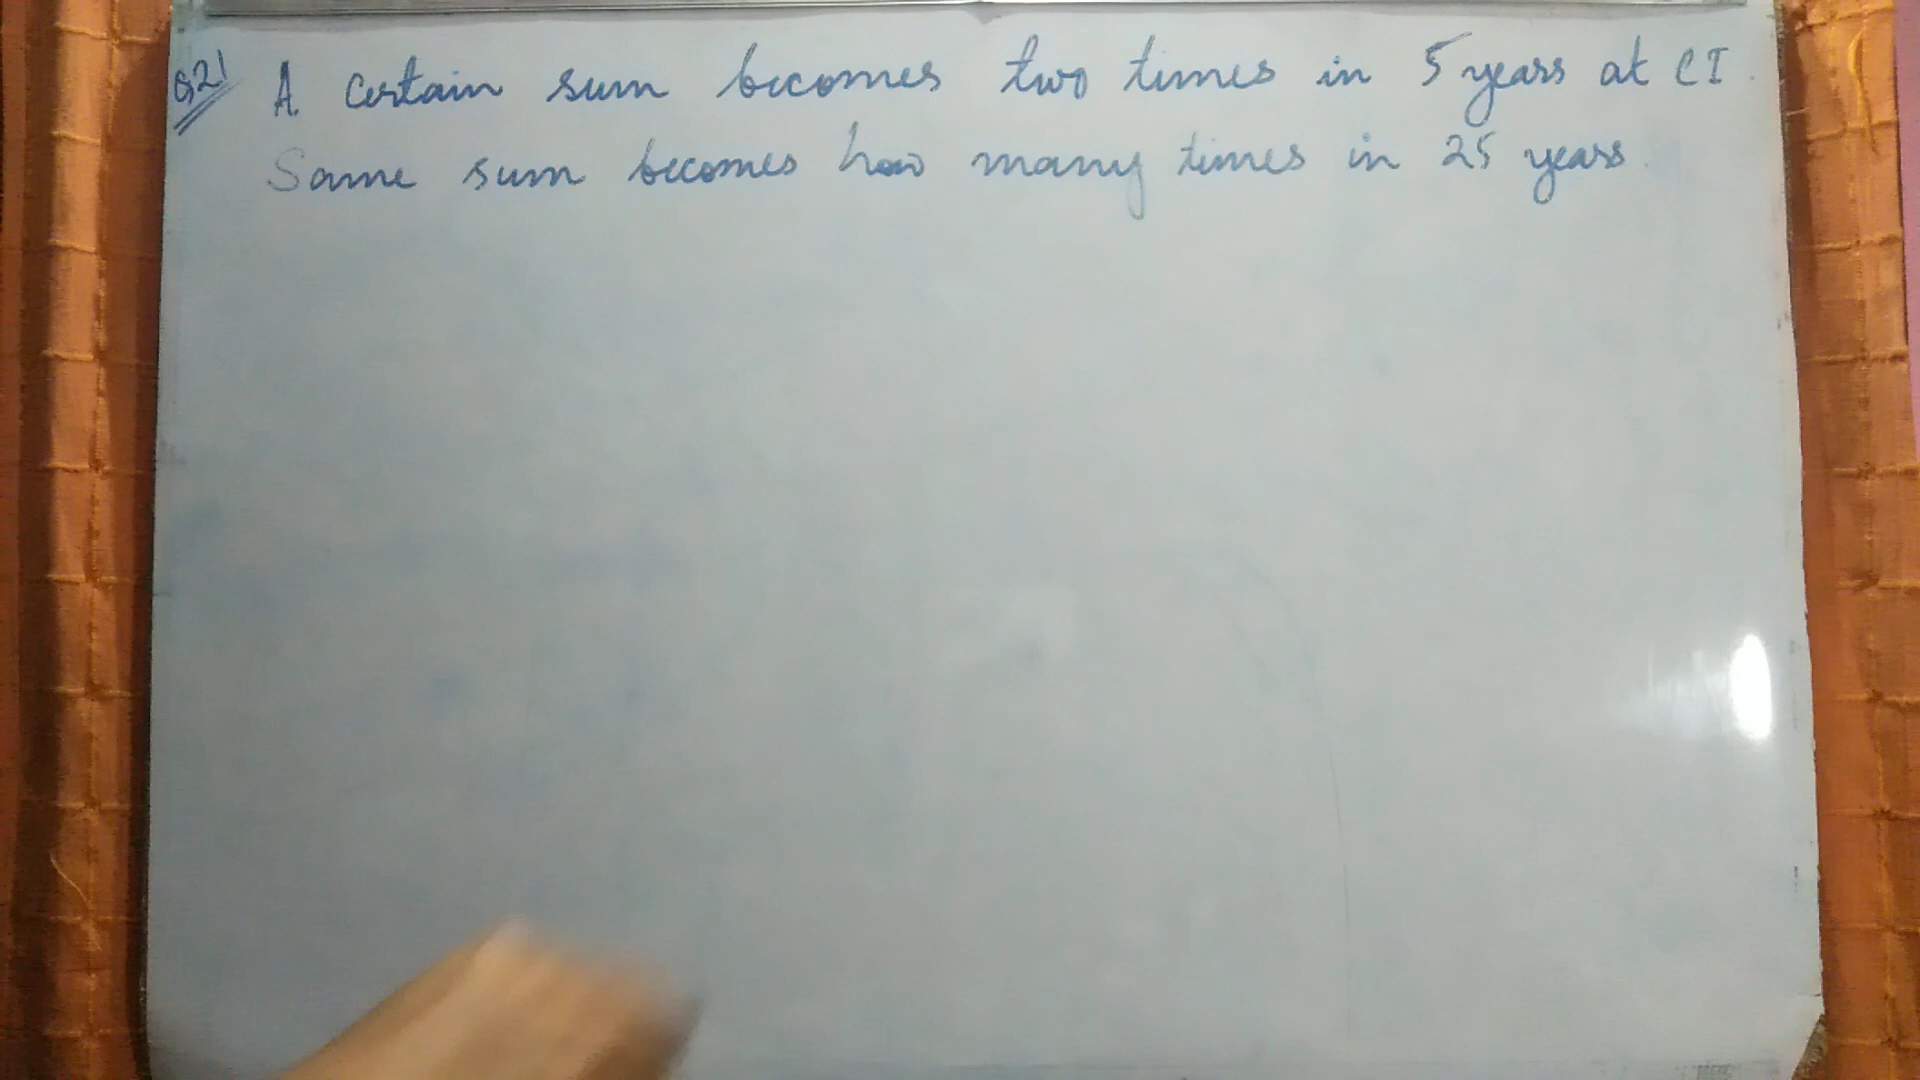 Q21 A certain sum becomes two times in 5 years at CI.
Same sum becomes how many times in 25 years